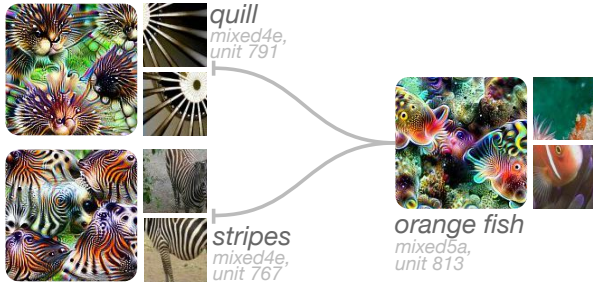 quill
mixed4e,
unit 791
stripes
mixed4e,
unit 767
orange fish
mixed5a,
unit 813